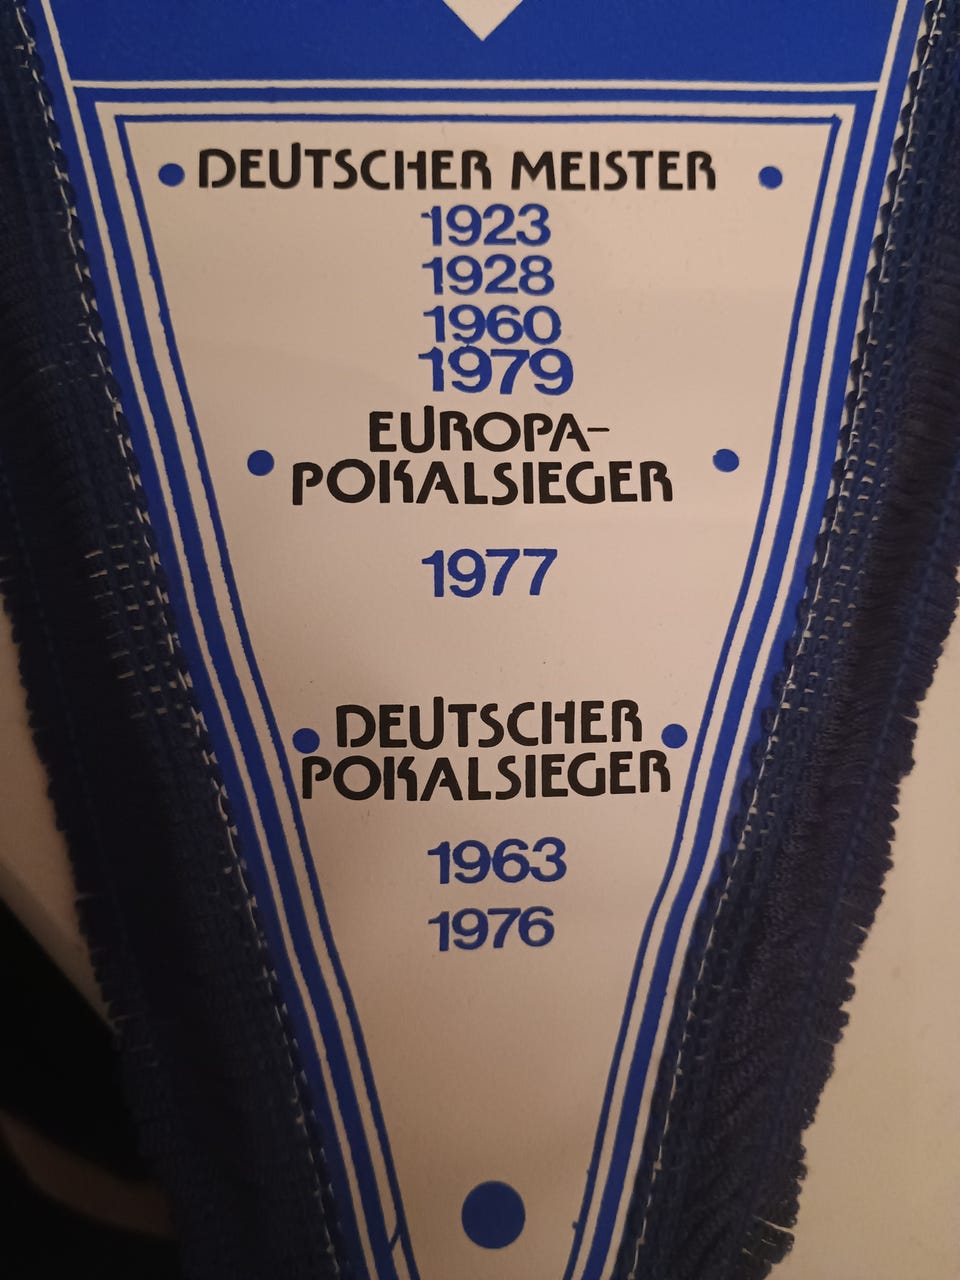 DEUTSCHER MEISTER
1923
1928
1960
1979
EUROPA-
POKALSIEGER
1977
DEUTSCHER
POKALSIEGER
1963
1976